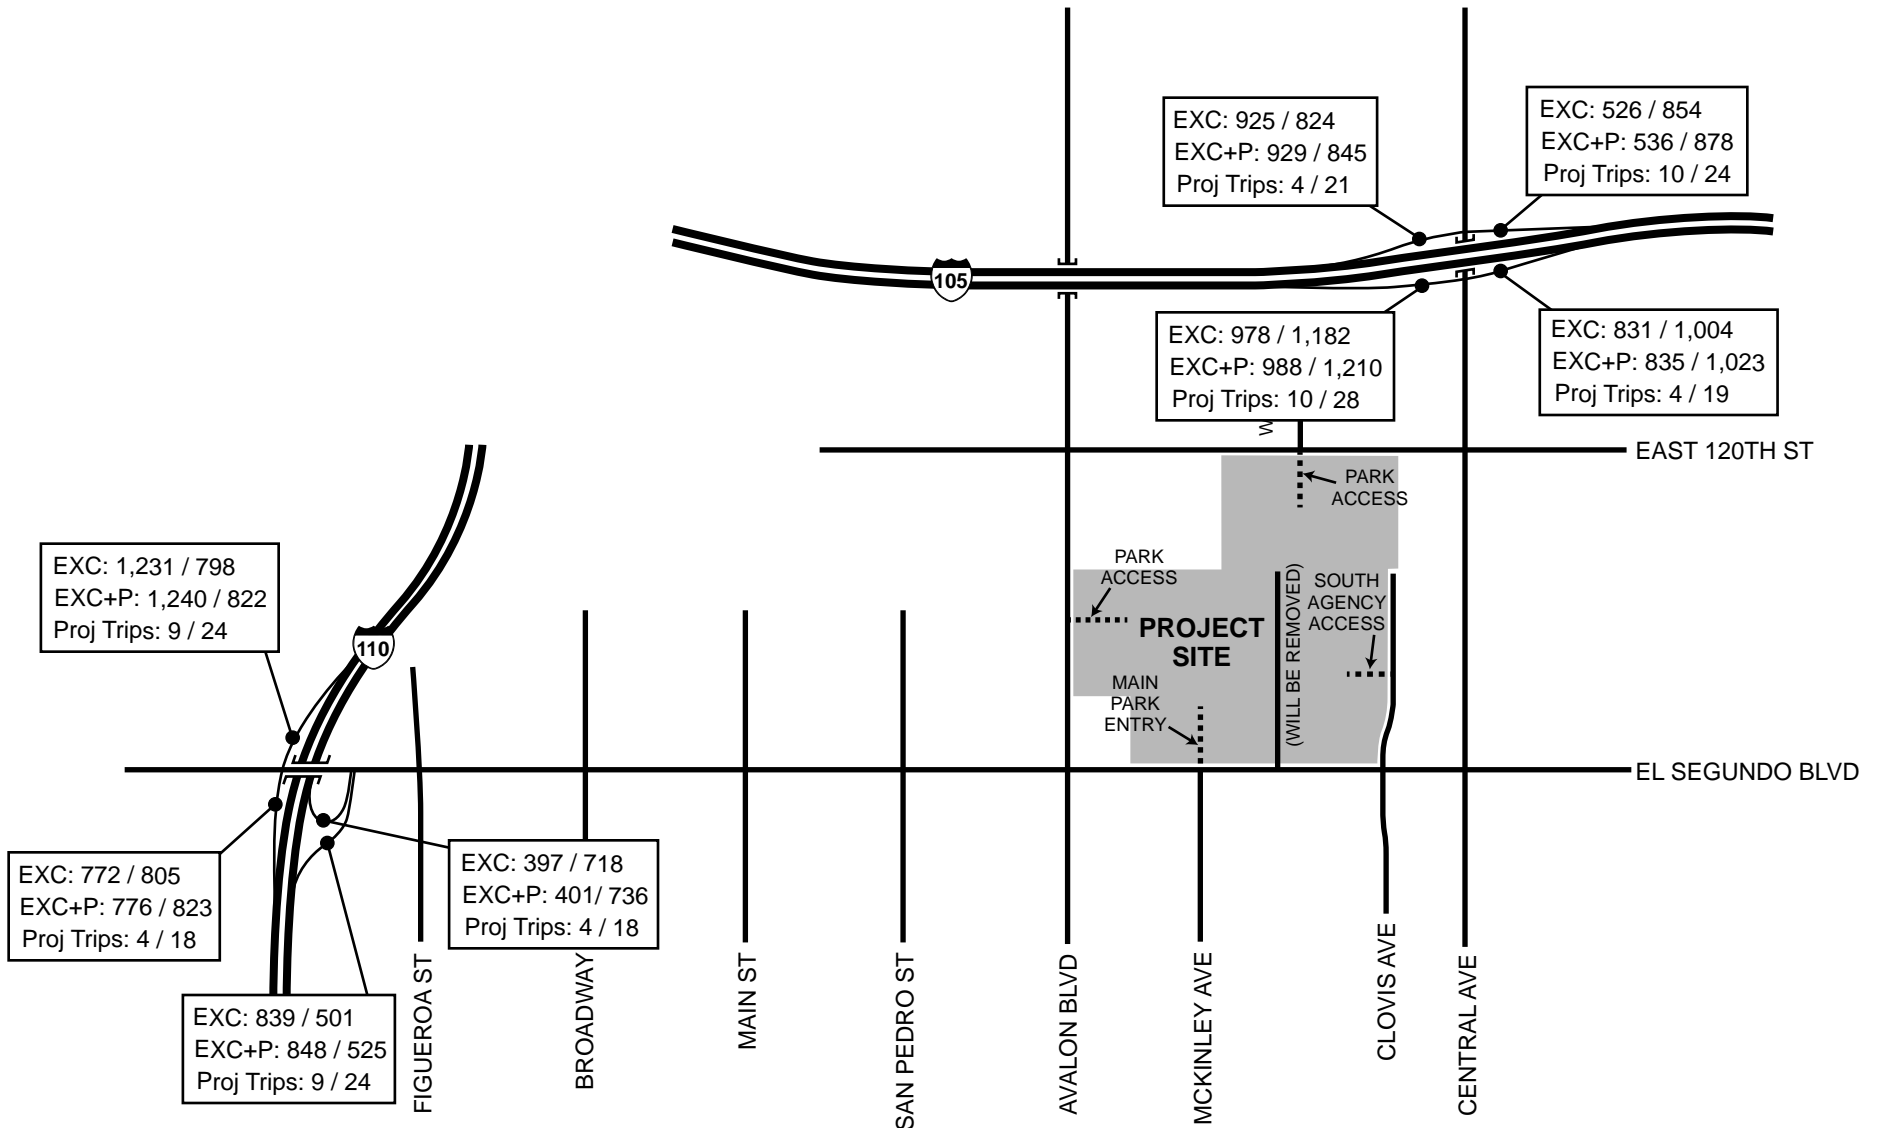 EXC: 925 / 824
EXC+P: 929 / 845
Proj Trips: 4 / 21
EXC: 526 / 854
EXC+P: 536 / 878
Proj Trips: 10 / 24
105
EXC: 978 / 1,182
EXC+P: 988 / 1,210
Proj Trips: 10 / 28
EXC: 831 / 1,004
EXC+P: 835 / 1,023
Proj Trips: 4 / 19
W
EAST 120TH ST
PARK
ACCESS
PARK
ACCESS
PROJECT
SITE
(WILL BE REMOVED)
SOUTH
AGENCY
ACCESS
MAIN
PARK
ENTRY
EXC: 1,231 / 798
EXC+P: 1,240 / 822
Proj Trips: 9 / 24
110
EL SEGUNDO BLVD
EXC: 772 / 805
EXC+P: 776 / 823
Proj Trips: 4 / 18
EXC: 397 / 718
EXC+P: 401/ 736
Proj Trips: 4 / 18
EXC: 839 / 501
EXC+P: 848 / 525
Proj Trips: 9 / 24
FIGUEROA ST
BROADWAY
MAIN ST
SAN PEDRO ST
AVALON BLVD
MCKINLEY AVE
CLOVIS AVE
CENTRAL AVE